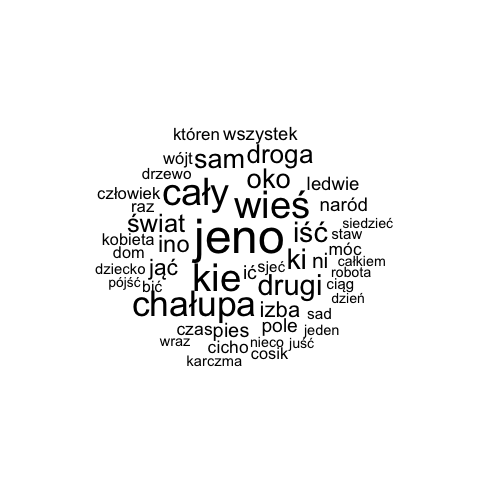 któren wszystek
wójt sam droga
drzewo oko ledwie
człowiek cały wieś naród
raz
świat jeno iść siedzieć
staw
kobieta ino móc
dom ki ni całkiem
dziecko jąć kie ić sjeć robota
pójść bić drugi ciąg
chałupa dzień
izba sad
czas pies pole jeden
wraz cicho nieco juść
cosik
karczma